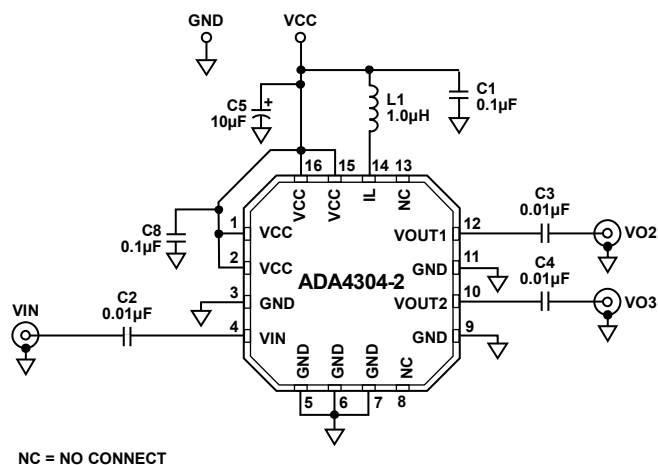 GND
VCC
C5
+
10µF
L1
1.0µH
C1
0.1µF
16
15
14
13
VCC
VCC
IL
NC
C8
0.1µF
1
VCC
2
VCC
3
GND
4
VIN
VIN
C2
0.01µF
ADA4304-2
VOUT1
12
GND
11
VOUT2
10
GND
9
C3
0.01µF
VO2
C4
0.01µF
VO3
GND
GND
GND
NC
5
6
7
8
NC = NO CONNECT